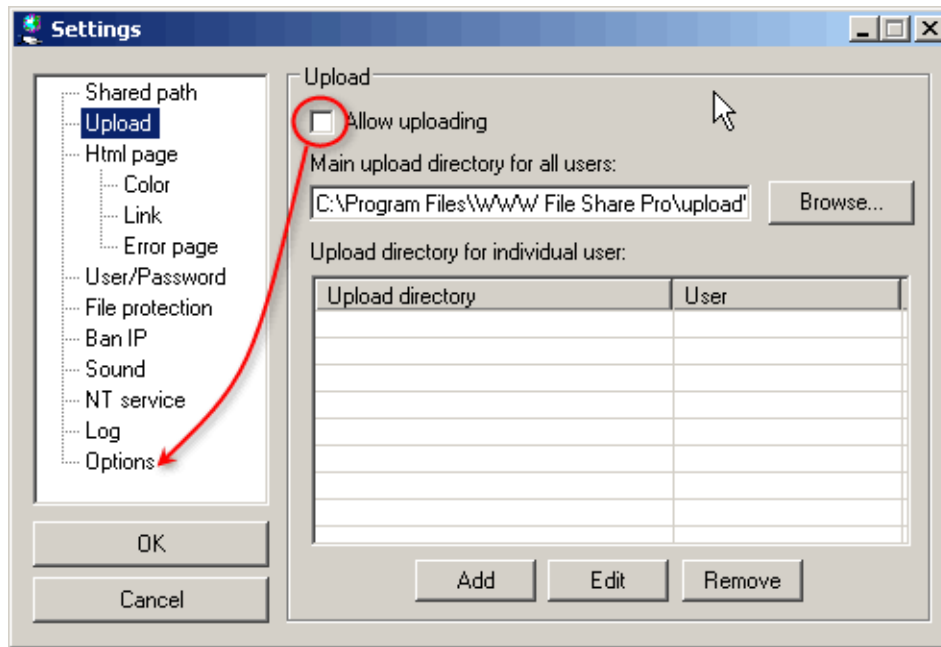 Settings
Shared path
Upload
Html page
Color
Link
Error page
User/Password
File protection
Ban IP
Sound
NT service
Log
Options
OK
Cancel
Upload
Allow uploading
Main upload directory for all users:
C:\Program Files\WWW File Share Pro\upload'
Browse...
Upload directory for individual user:
Upload directory User
Add Edit Remove